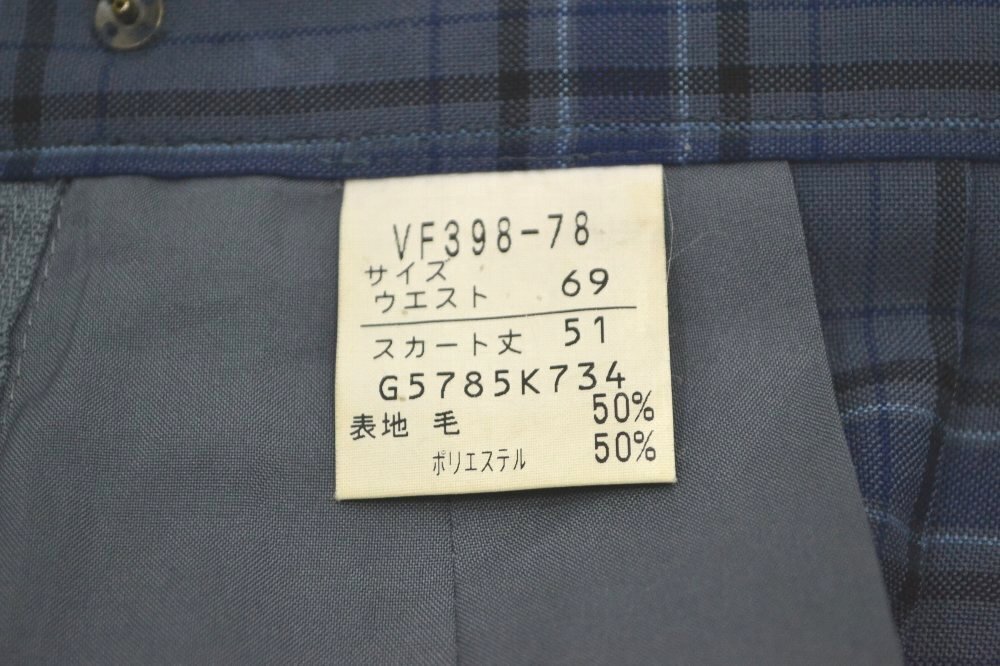 VF398-78
サイズ
ウエスト 69
スカート丈 51
G5785K734
表地 毛 50%
ポリエステル 50%